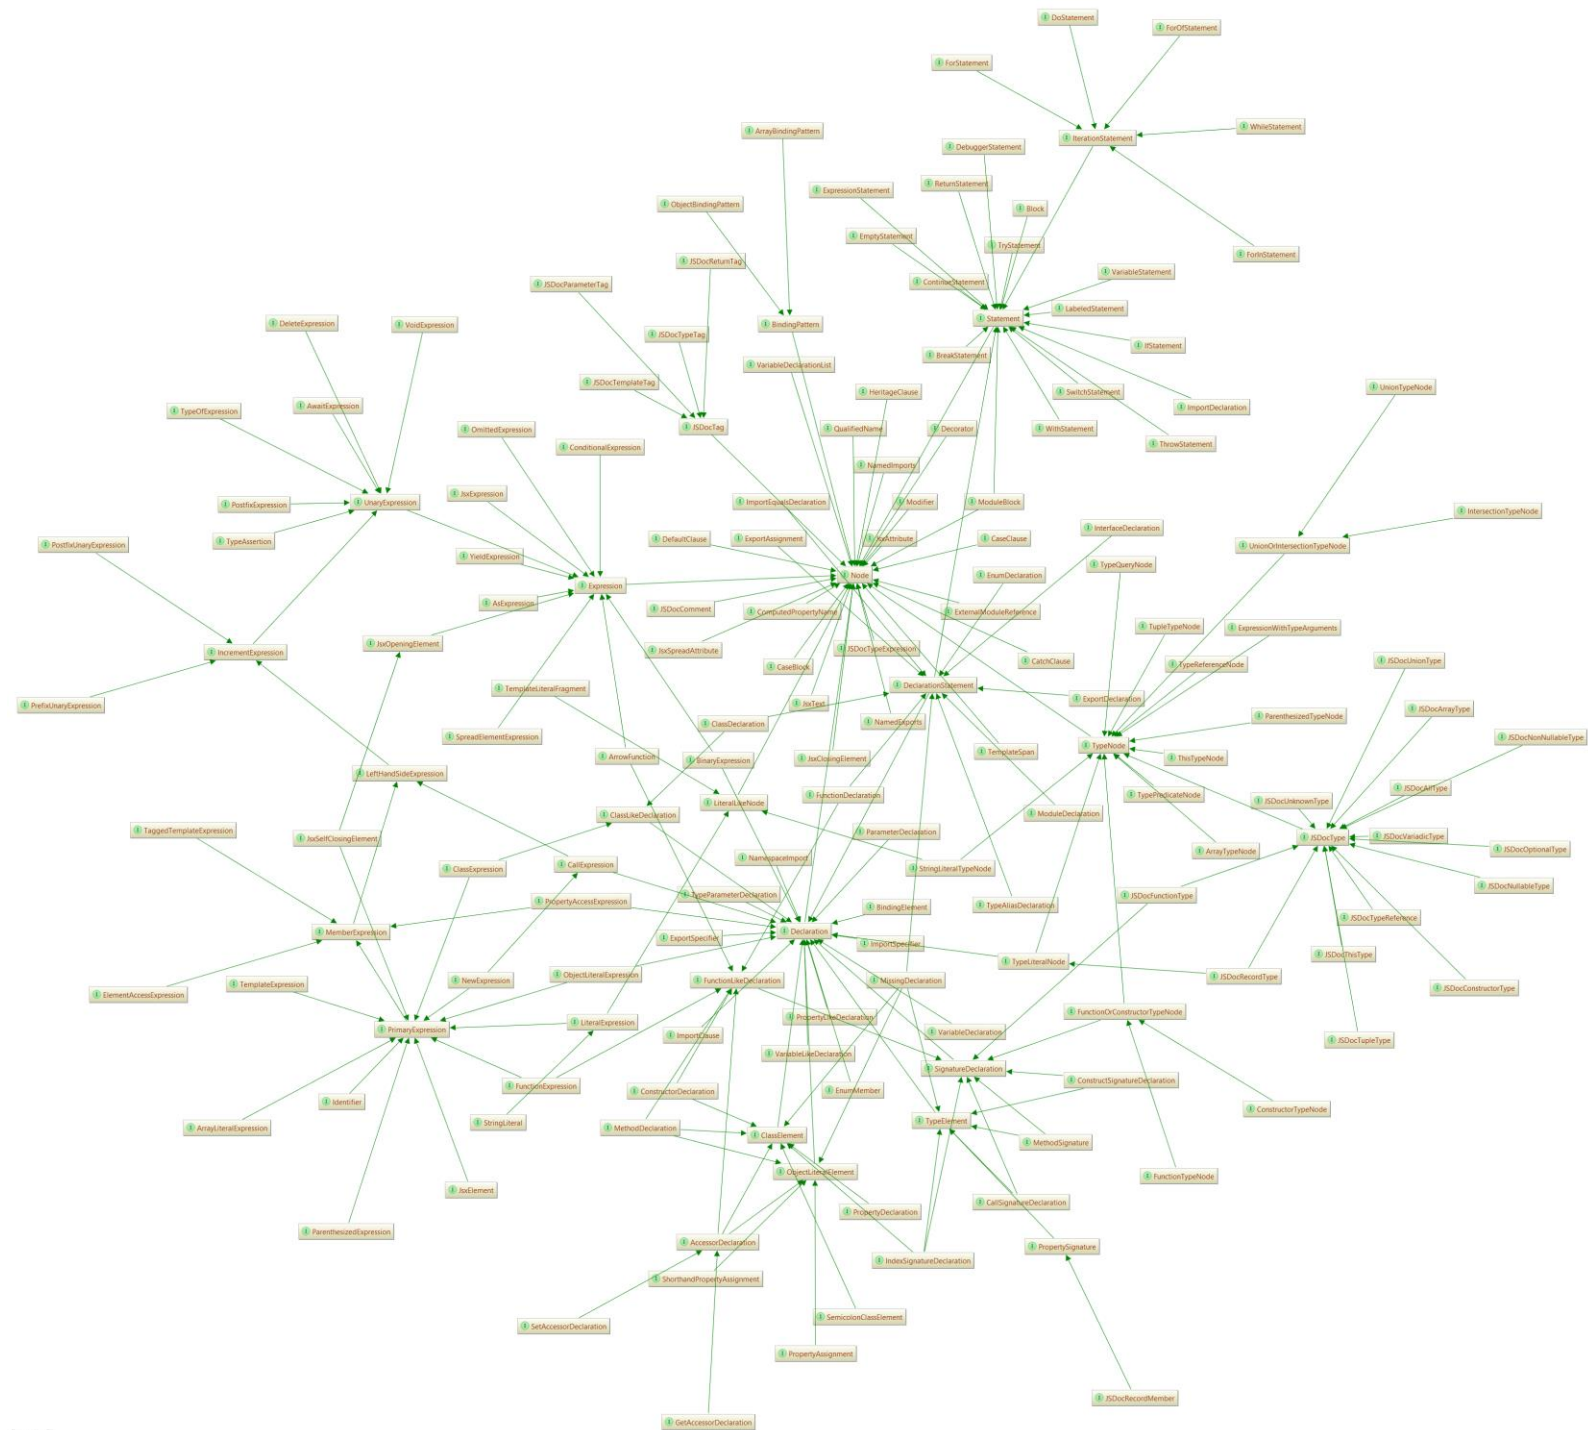 DoStatement
ForOfStatement
ForStatement
WhileStatement
ArrayBindingPattern
IterationStatement
DebuggerStatement
ReturnStatement
ExpressionStatement
ObjectBindingPattern
Block
EmptyStatement
TryStatement
ForInStatement
JSDocReturnTag
VariableStatement
ContinueStatement
JSDocParameterTag
LabeledStatement
Statement
DeleteExpression
VoidExpression
BindingPattern
JSDocTypeTag
IfStatement
BreakStatement
VariableDeclarationList
JSDocTemplateTag
UnionTypeNode
HeritageClause
SwitchStatement
AwaitExpression
ImportDeclaration
TypeOfExpression
JSDocTag
QualifiedName
Decorator
WithStatement
OmittedExpression
ThrowStatement
ConditionalExpression
NamedImports
JsxExpression
UnaryExpression
PostfixExpression
ImportEqualsDeclaration
Modifier
ModuleBlock
IntersectionTypeNode
InterfaceDeclaration
TypeAssertion
DefaultClause
ExportAssignment
JsxAttribute
CaseClause
PostfixUnaryExpression
UnionOrIntersectionTypeNode
YieldExpression
TypeQueryNode
Node
EnumDeclaration
Expression
AsExpression
JSDocComment
ComputedPropertyName
ExternalModuleReference
TupleTypeNode
ExpressionWithTypeArguments
JsxOpeningElement
JsxSpreadAttribute
JSDocTypeExpression
IncrementExpression
CaseBlock
CatchClause
TypeReferenceNode
JSDocUnionType
TemplateLiteralFragment
DeclarationStatement
PrefixUnaryExpression
JsxText
ExportDeclaration
JSDocArrayType
ClassDeclaration
NamedExports
ParenthesizedTypeNode
SpreadElementExpression
JSDocNonNullableType
TypeNode
TemplateSpan
ArrowFunction
BinaryExpression
JsxClosingElement
ThisTypeNode
LeftHandSideExpression
JSDocAllType
FunctionDeclaration
TypePredicateNode
LiteralLikeNode
JSDocUnknownType
ClassLikeDeclaration
ModuleDeclaration
TaggedTemplateExpression
ParameterDeclaration
JSDocVariadicType
JsxSelfClosingElement
JSDocType
JSDocOptionalType
ArrayTypeNode
NamespaceImport
CallExpression
ClassExpression
StringLiteralTypeNode
JSDocNullableType
TypeParameterDeclaration
JSDocFunctionType
PropertyAccessExpression
BindingElement
TypeAliasDeclaration
JSDocTypeReference
MemberExpression
Declaration
ExportSpecifier
ImportSpecifier
JSDocThisType
TypeLiteralNode
ObjectLiteralExpression
JSDocRecordType
NewExpression
FunctionLikeDeclaration
MissingDeclaration
TemplateExpression
JSDocConstructorType
ElementAccessExpression
FunctionOrConstructorTypeNode
PropertyLikeDeclaration
LiteralExpression
PrimaryExpression
VariableDeclaration
ImportClause
JSDocTupleType
VariableLikeDeclaration
SignatureDeclaration
ConstructSignatureDeclaration
FunctionExpression
ConstructorDeclaration
EnumMember
Identifier
ConstructorTypeNode
StringLiteral
TypeElement
ArrayLiteralExpression
MethodDeclaration
ClassElement
MethodSignature
ObjectLiteralElement
FunctionTypeNode
JsxElement
CallSignatureDeclaration
PropertyDeclaration
ParenthesizedExpression
AccessorDeclaration
PropertySignature
IndexSignatureDeclaration
ShorthandPropertyAssignment
SemicolonClassElement
SetAccessorDeclaration
PropertyAssignment
JSDocRecordMember
GetAccessorDeclaration